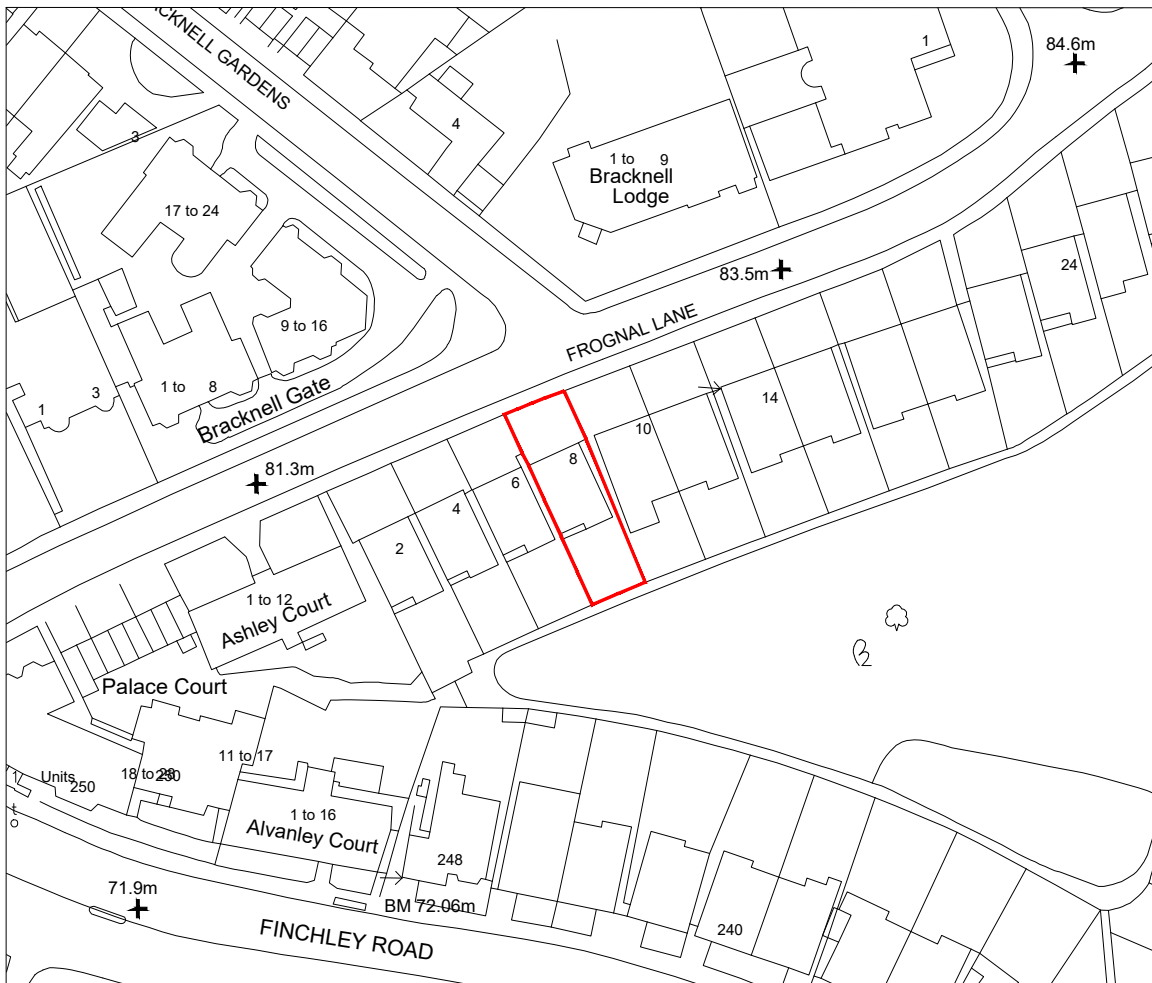 CKNELL GARDENS
1
84.6m
4
3
1 to 9
Bracknell
Lodge
17 to 24
83.5m
24
9 to 16
FROGNAL LANE
1 to 8
3
1
Bracknell Gate
14
10
8
81.3m
6
4
2
1 to 12
Ashley Court
Palace Court
11 to 17
Units
250
18 to 28
250
1
1 to 16
Alvanley Court
t
248
71.9m
BM 72.06m
240
FINCHLEY ROAD